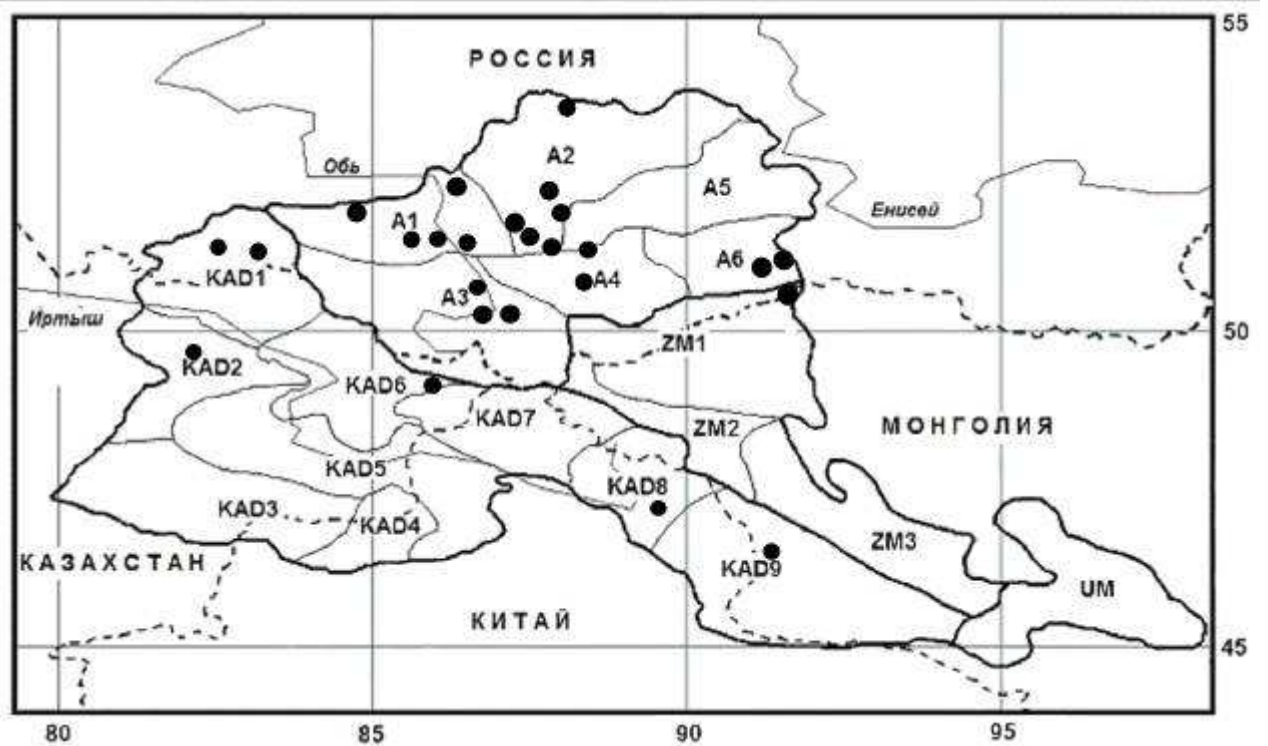 55
РОССИЯ
A2
Обь
A5
Енисей
A1
A6
KAD1
A4
A3
Иртыш
50
ZM1
KAD2
KAD6
KAD7
ZM2
МОНГОЛИЯ
KAD5
KAD8
KAD3
KAD4
КАЗАХСТАН
ZM3
KAD9
UM
КИТАЙ
45
80 85 90 95